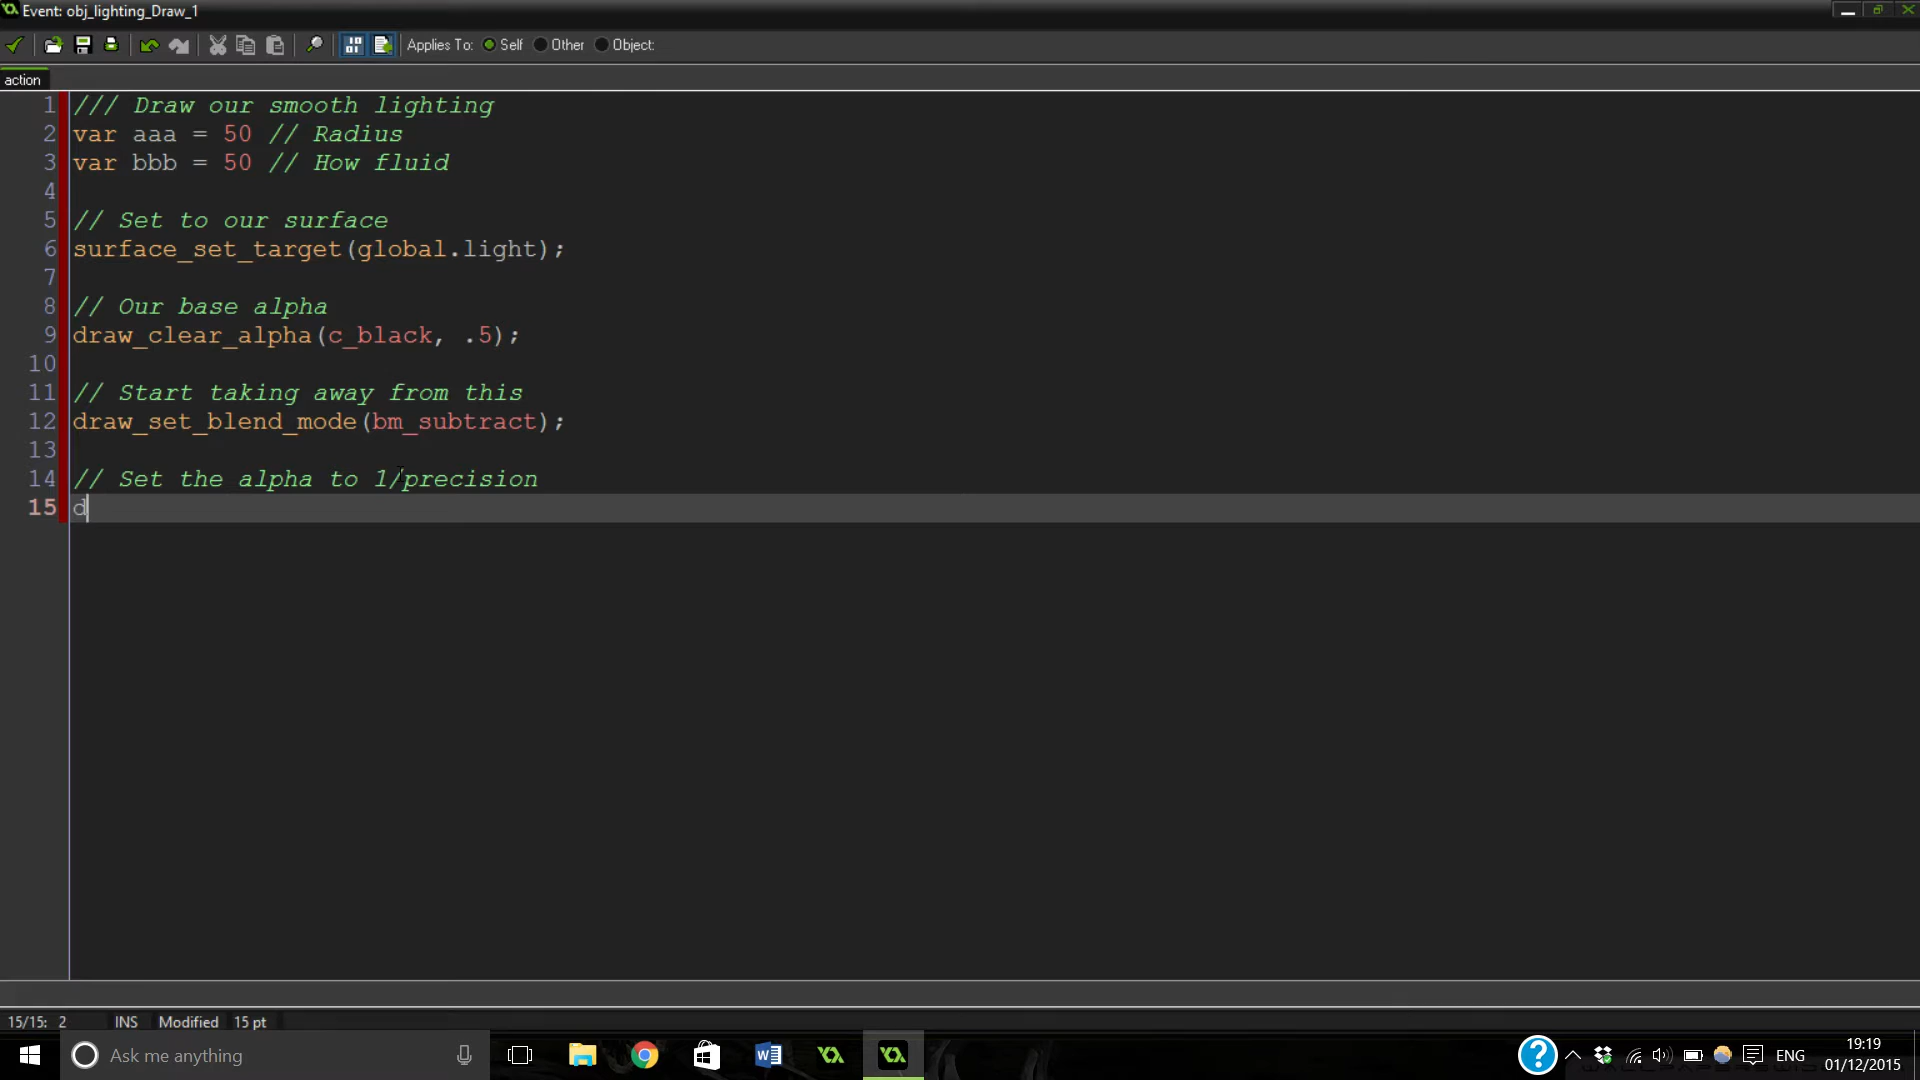 Event: obj_lighting_Draw_1
Applies To: Self Other Object:
action
1 /// Draw our smooth lighting
2 var aaa = 50 // Radius
3 var bbb = 50 // How fluid
4
5 // Set to our surface
6 surface_set_target(global.light);
7
8 // Our base alpha
9 draw_clear_alpha(c_black, .5);
10
11 // Start taking away from this
12 draw_set_blend_mode(bm_subtract);
13
14 // Set the alpha to 1/precision
15 d
15/15: 2 INS Modified 15 pt
Ask me anything
ENG
19:19
01/12/2015